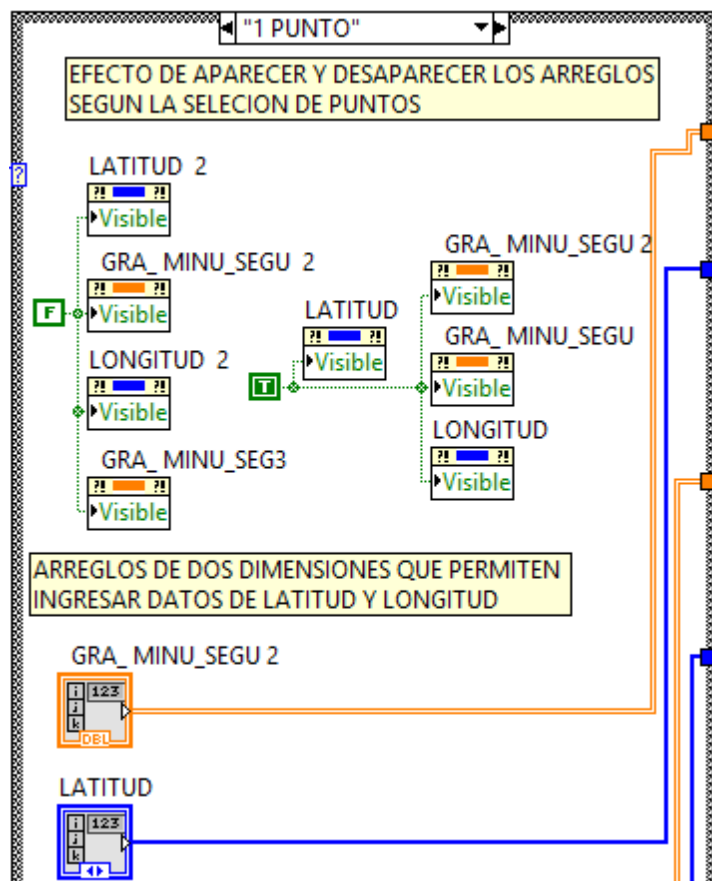 "1 PUNTO"
EFECTO DE APARECER Y DESAPARECER LOS ARREGLOS
SEGUN LA SELECION DE PUNTOS
?
LATITUD 2
?! ?!
Visible
GRA_ MINU_SEGU 2
?! ?!
Visible
F
LONGITUD 2
?! ?!
Visible
GRA_ MINU_SEG3
?! ?!
Visible
LATITUD
?! ?!
Visible
T
GRA_ MINU_SEGU 2
?! ?!
Visible
GRA_ MINU_SEGU
?! ?!
Visible
LONGITUD
?! ?!
Visible
ARREGLOS DE DOS DIMENSIONES QUE PERMITEN
INGRESAR DATOS DE LATITUD Y LONGITUD
GRA_ MINU_SEGU 2
i 123
j
k
DBL
LATITUD
i 123
j
k